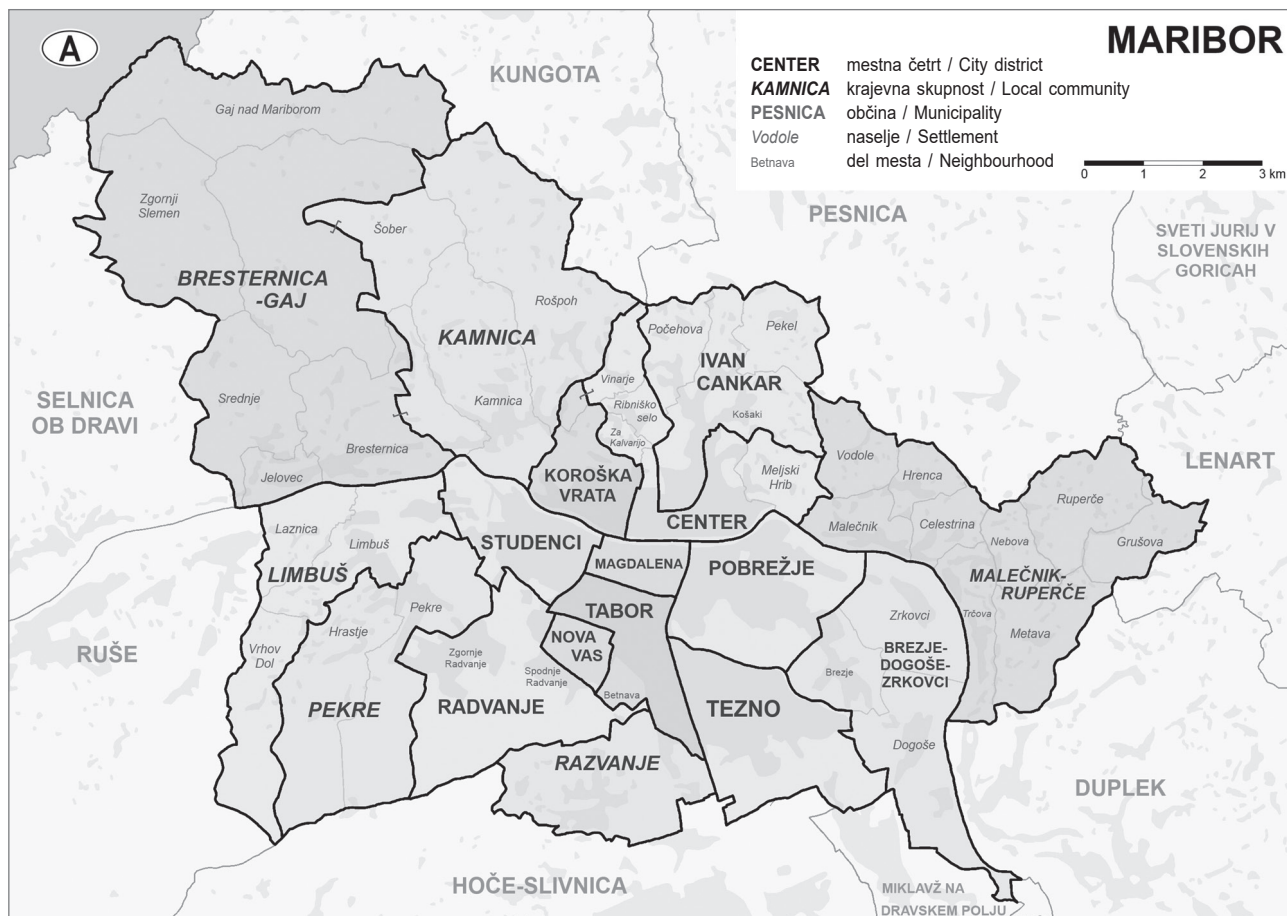 A
MARIBOR
CENTER mestna četrt / City district
KAMNICA krajevna skupnost / Local community
PESNICA občina / Municipality
Vodole naselje / Settlement
Betnava del mesta / Neighbourhood
0 1 2 3 km
KUNGOTA
Gaj nad Mariborom
Zgornji
Slemen
Šober
PESNICA
SVETI JURIJ V
SLOVENSKIH
GORICAH
BRESTERNICA
-GAJ
Rošpoh
KAMNICA
Počehova
Pekel
IVAN
CANKAR
Vinarje
SELNICA
OB DRAVI
Srednje
Kamnica
Ribniško
selo
Košaki
Za
Kalvarijo
Bresternica
Jelovec
KOROŠKA
VRATA
Meljski
Hrib
Vodole
Hrenca
LENART
Ruperče
CENTER
Malečnik
Celestrina
Nebova
Grušova
Laznica
Limbuš
STUDENCI
MAGDALENA
POBREŽJE
LIMBUŠ
MALEČNIK-
RUPERČE
Pekre
TABOR
Zrkovci
Trčova
Metava
Hrastje
NOVA
VAS
RUŠE
Vrhov
Dol
Zgornje
Radvanje
Spodnje
Radvanje
BREZJE-
DOGOŠE-
ZRKOVCI
Brezje
Betnava
PEKRE
RADVANJE
TEZNO
Dogoše
RAZVANJE
DUPLEK
HOČE-SLIVNICA
MIKLAVŽ NA
DRAVSKEM POLJU